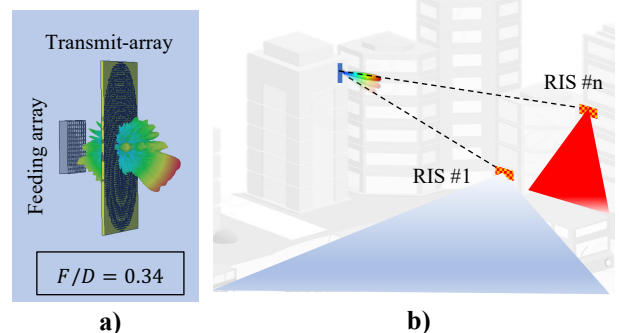 Transmit-array
Feeding array
F/D = 0.34
a)
RIS #n
RIS #1
b)